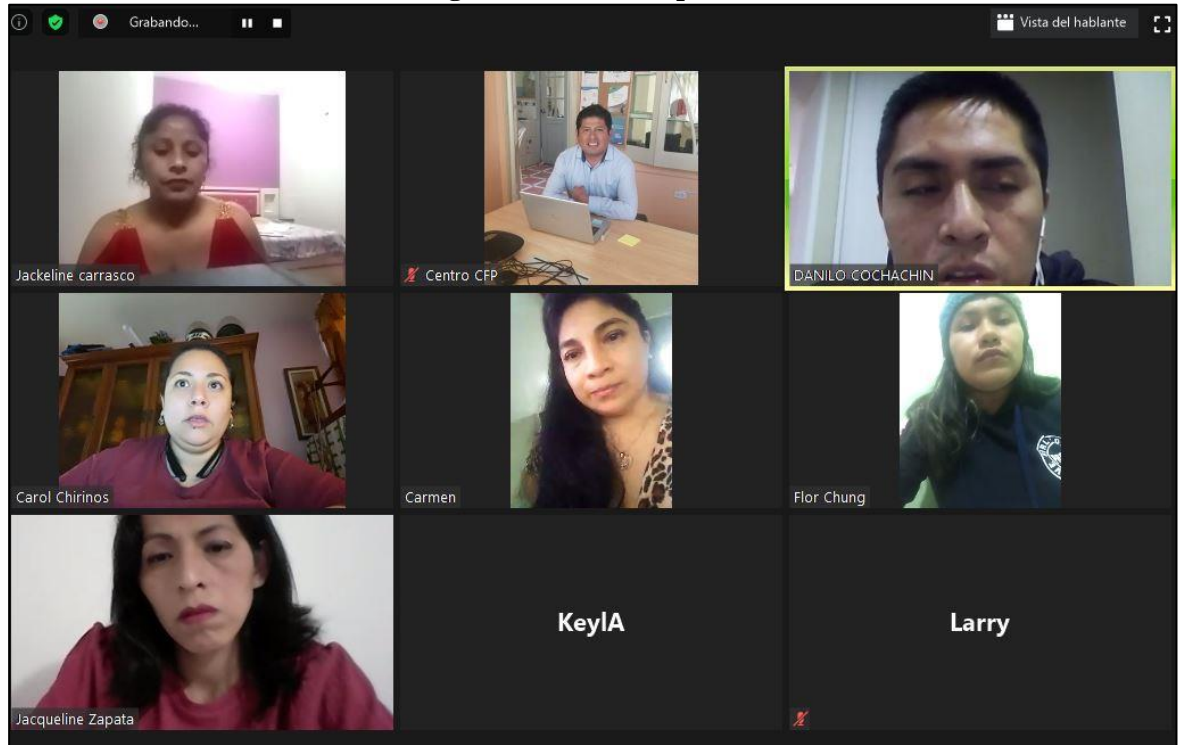 Grabando...
Vista del hablante
Jackeline carrasco
Centro CFP
DANILO COCHACHIN
Carol Chirinos
Carmen
Flor Chung
Jacqueline Zapata
KeylA
Larry